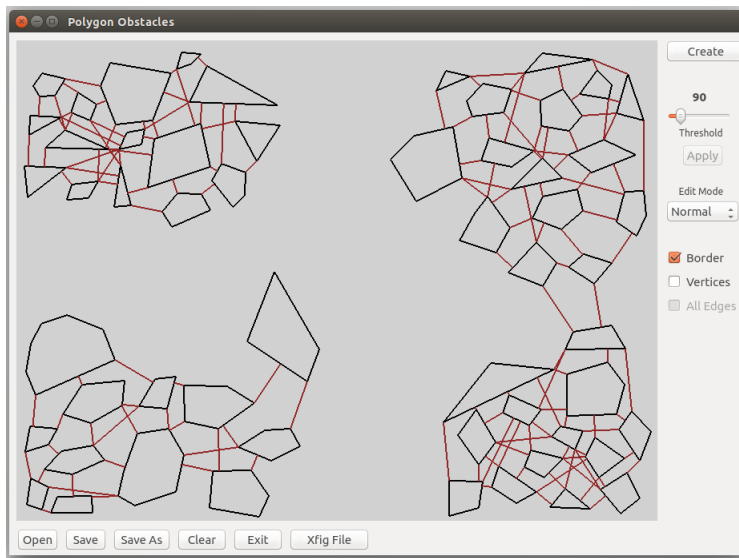 Polygon Obstacles
Create
90
Threshold
Apply
Edit Mode
Normal
Border
Vertices
All Edges
Open Save Save As Clear Exit Xfig File